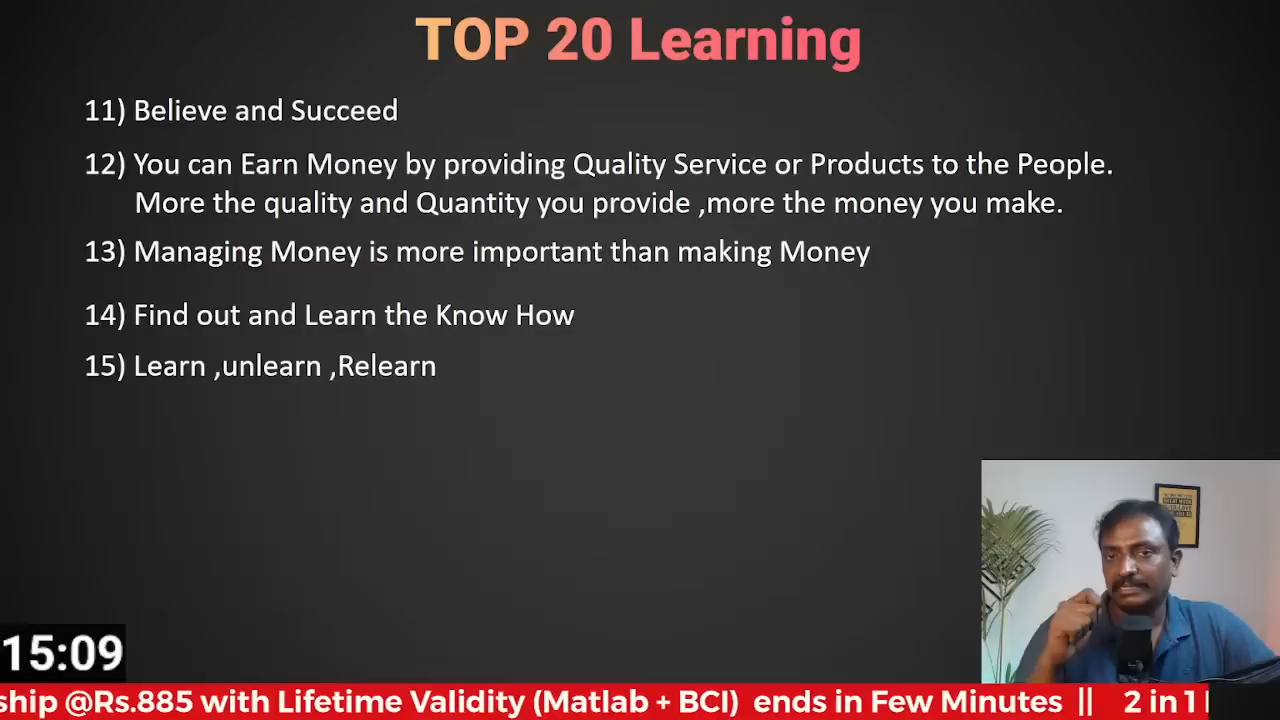 TOP 20 Learning
11) Believe and Succeed
12) You can Earn Money by providing Quality Service or Products to the People.
More the quality and Quantity you provide ,more the money you make.
13) Managing Money is more important than making Money
14) Find out and Learn the Know How
15) Learn ,unlearn ,Relearn
15:09
ship @Rs.885 with Lifetime Validity (Matlab + BCI) ends in Few Minutes || 2 in 1